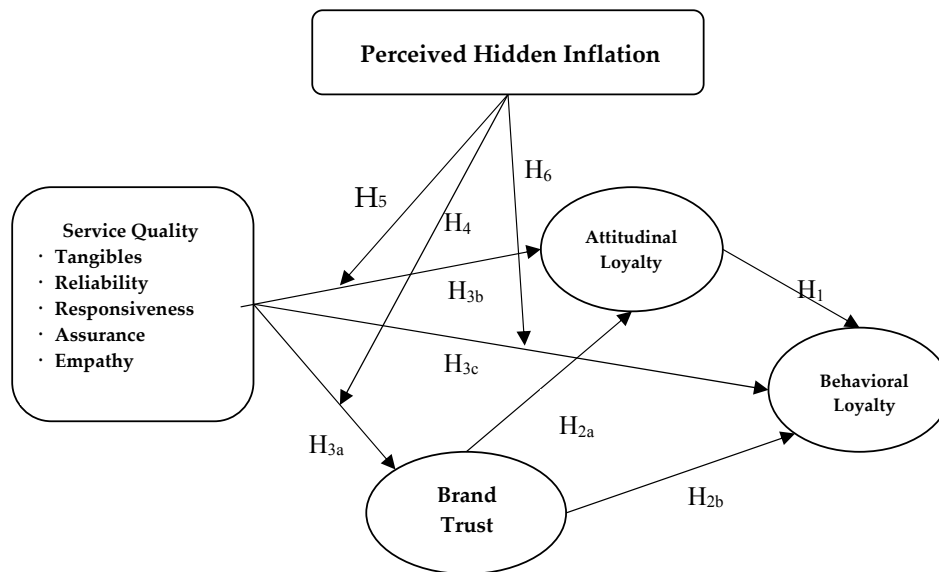 Perceived Hidden Inflation
H5
H4
H6
Service Quality
· Tangibles
· Reliability
· Responsiveness
· Assurance
· Empathy
Attitudinal
Loyalty
H3b
H1
H3c
Behavioral
Loyalty
H3a
H2a
Brand
Trust
H2b